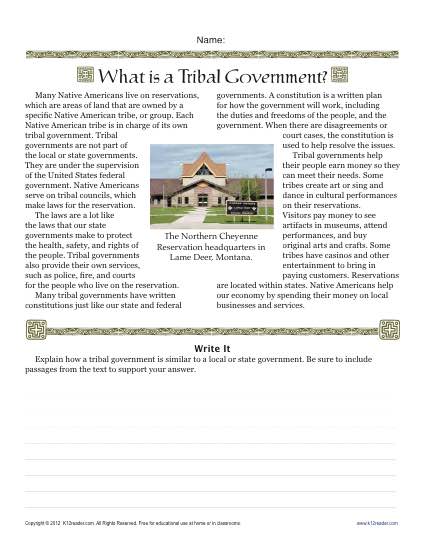 Name:
What is a Tribal Government?
Many Native Americans live on reservations,
which are areas of land that are owned by a
specific Native American tribe, or group. Each
Native American tribe is in charge of its own
tribal government. Tribal
governments are not part of
the local or state governments.
They are under the supervision
of the United States federal
government. Native Americans
serve on tribal councils, which
make laws for the reservation.
The laws are a lot like
the laws that our state
governments make to protect
the health, safety, and rights of
the people. Tribal governments
also provide their own services,
such as police, fire, and courts
for the people who live on the reservation.
Many tribal governments have written
constitutions just like our state and federal
The Northern Cheyenne
Reservation headquarters in
Lame Deer, Montana.
governments. A constitution is a written plan
for how the government will work, including
the duties and freedoms of the people, and the
government. When there are disagreements or
court cases, the constitution is
used to help resolve the issues.
Tribal governments help
their people earn money so they
can meet their needs. Some
tribes create art or sing and
dance in cultural performances
on their reservations.
Visitors pay money to see
artifacts in museums, attend
performances, and buy
original arts and crafts. Some
tribes have casinos and other
entertainment to bring in
paying customers. Reservations
are located within states. Native Americans help
our economy by spending their money on local
businesses and services.
Write It
Explain how a tribal government is similar to a local or state government. Be sure to include
passages from the text to support your answer.
Copyright © 2012 K12reader.com. All Rights Reserved. Free for educational use at home or in classrooms. www.k12reader.com